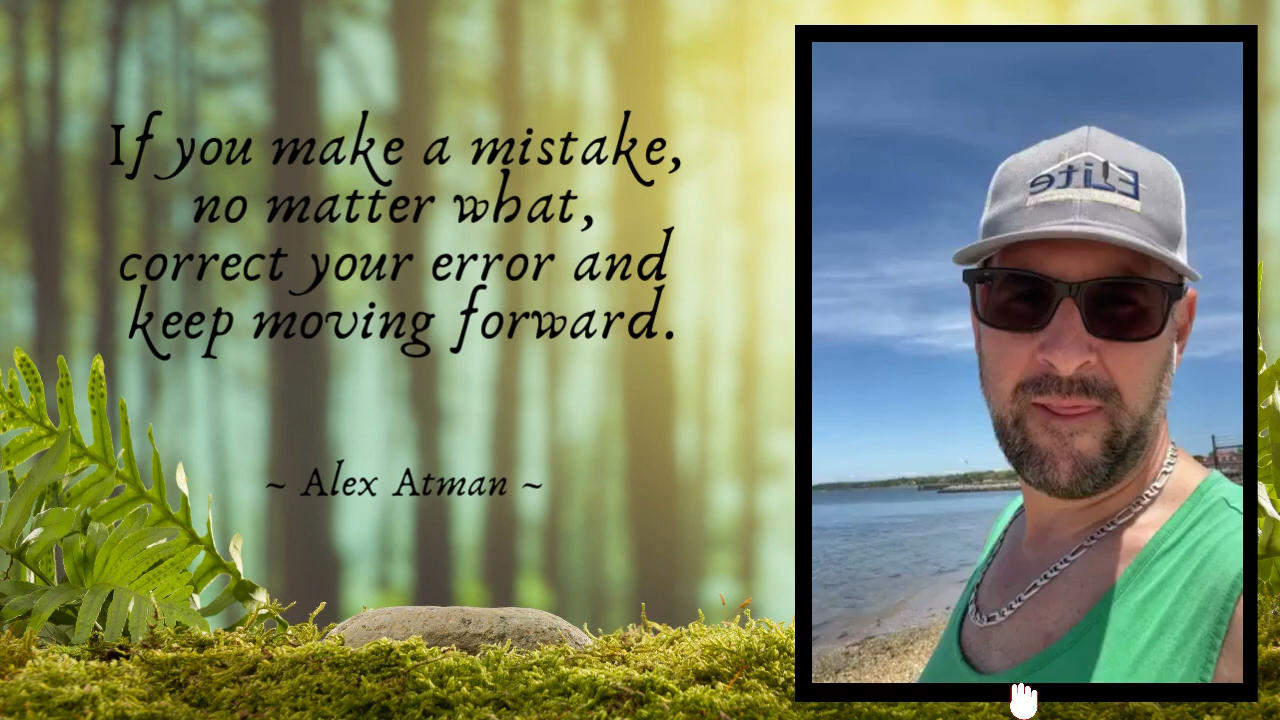 If you make a mistake,
no matter what,
correct your error and
keep moving forward.
~ Alex Atman ~
Elite